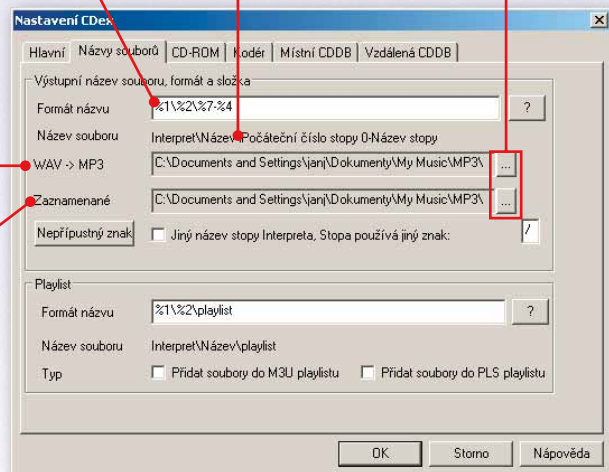 Nastavení CDex
Hlavní Názvy souborů CD-ROM Kodér Místní CDDB Vzdálená CDDB
Výstupní název souboru, formát a složka
Formát názvu %1\%2\%7-%4 ?
Název souboru Interpret\Název\Počáteční číslo stopy 0-Název stopy
WAV -> MP3 C:\Documents and Settings\janj\Dokumenty\My Music\MP3\ ...
Zaznamenané C:\Documents and Settings\janj\Dokumenty\My Music\MP3\ ...
Nepřípustný znak Jiný název stopy Interpreta, Stopa používá jiný znak: /
Playlist
Formát názvu %1\%2\playlist ?
Název souboru Interpret\Název\playlist
Typ Přidat soubory do M3U playlistu Přidat soubory do PLS playlistu
OK Storno Nápověda